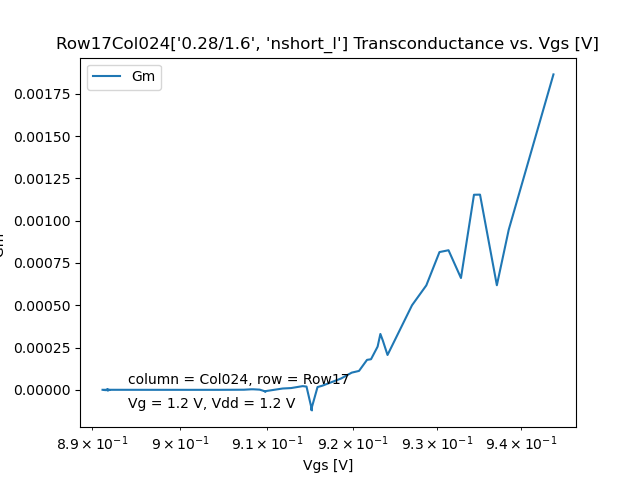 Row17Col024['0.28/1.6', 'nshort_l'] Transconductance vs. Vgs [V]
Gm
0.00175
0.00150
0.00125
0.00100
0.00075
0.00050
0.00025
0.00000
Gm
column = Col024, row = Row17
Vg = 1.2 V, Vdd = 1.2 V
8.9 × 10⁻¹ 9 × 10⁻¹ 9.1 × 10⁻¹ 9.2 × 10⁻¹ 9.3 × 10⁻¹ 9.4 × 10⁻¹
Vgs [V]